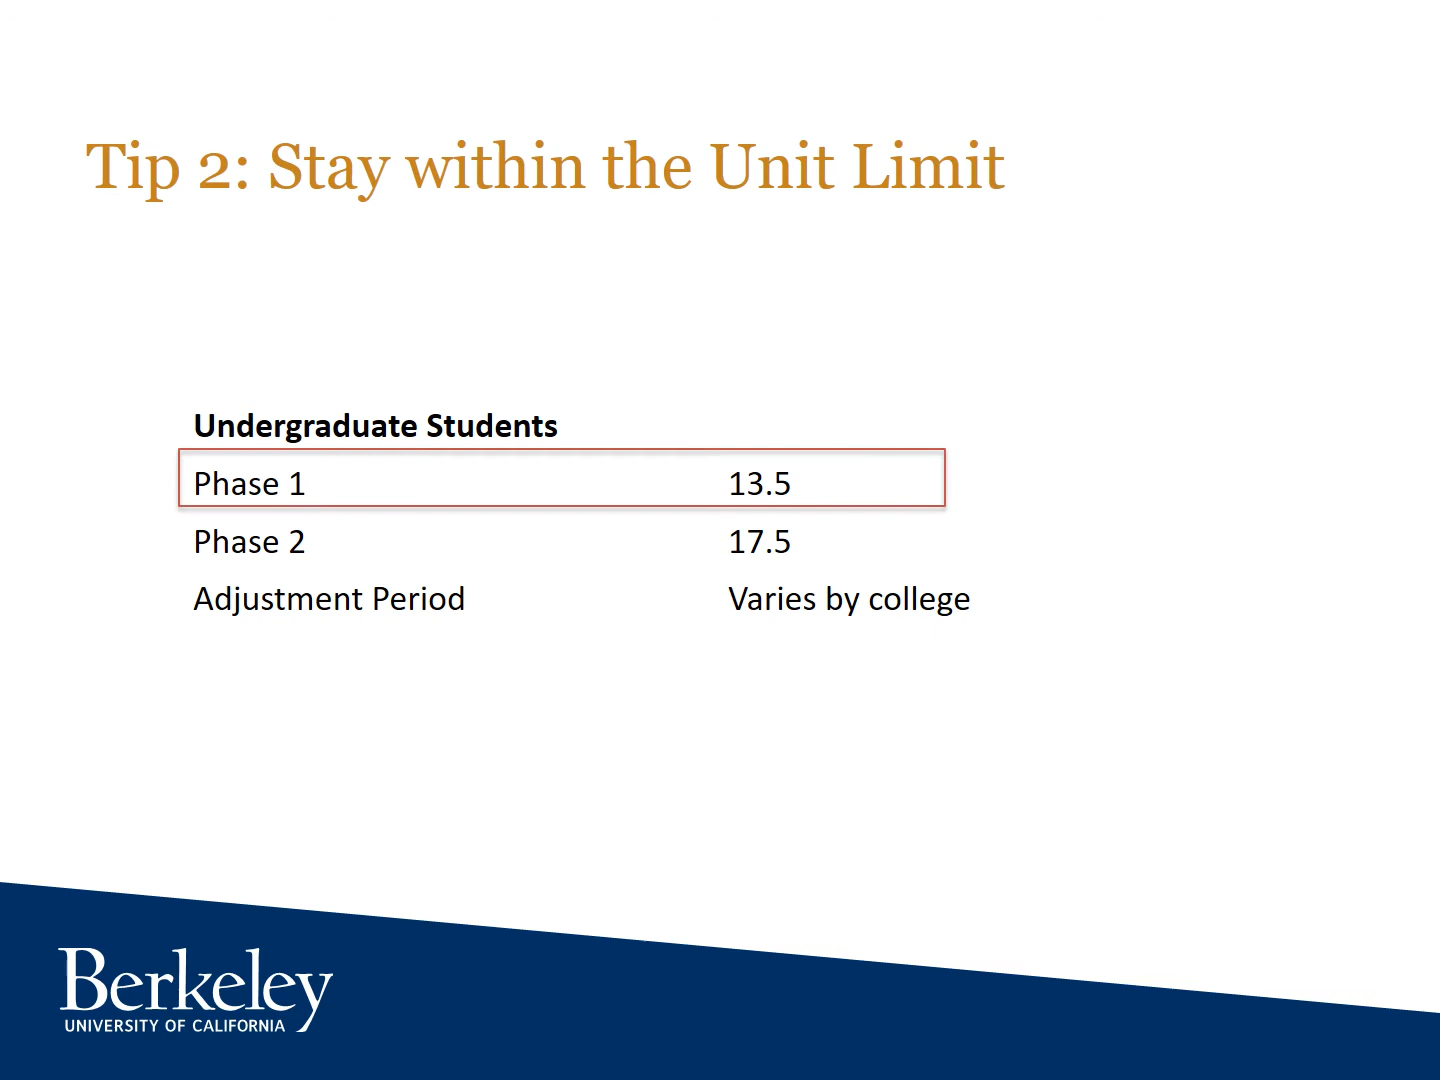 Tip 2: Stay within the Unit Limit
Undergraduate Students
Phase 1 13.5
Phase 2 17.5
Adjustment Period Varies by college
Berkeley
UNIVERSITY OF CALIFORNIA